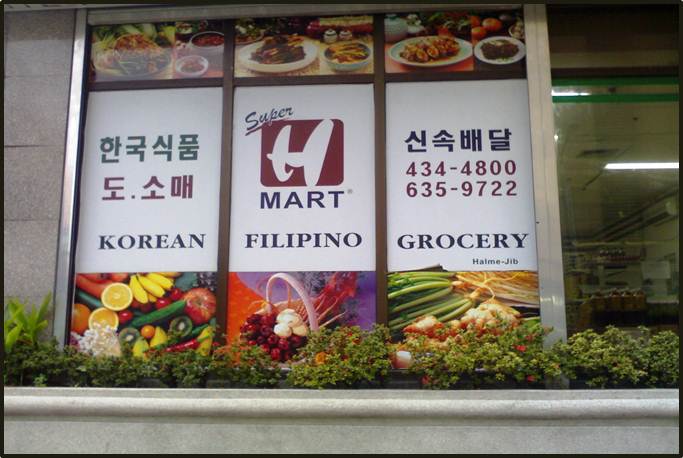 한국식품
도.소매
KOREAN
Super
H
MART®
FILIPINO
신속배달
434-4800
635-9722
GROCERY
Halme-Jib